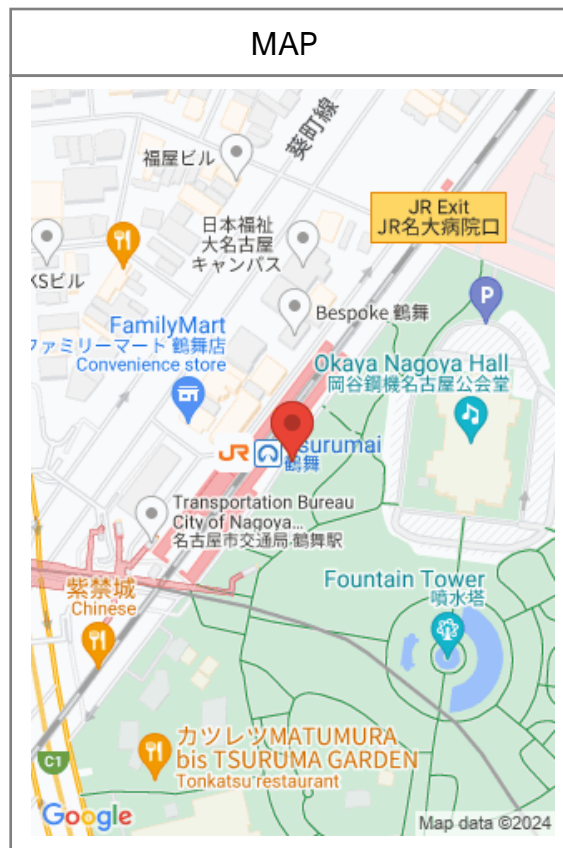 MAP
葵町線
福屋ビル
JR Exit
JR名大病院口
日本福祉
大名古屋
キャンパス
KSビル
P
Bespoke 鶴舞
FamilyMart
ファミリーマート 鶴舞店
Convenience store
Okaya Nagoya Hall
岡谷鋼機名古屋公会堂
JR
surumai
鶴舞
Transportation Bureau
City of Nagoya...
名古屋市交通局 鶴舞駅
紫禁城
Chinese
Fountain Tower
噴水塔
カツレツMATUMURA
bis TSURUMA GARDEN
Tonkatsu restaurant
C1
Google
Map data ©2024